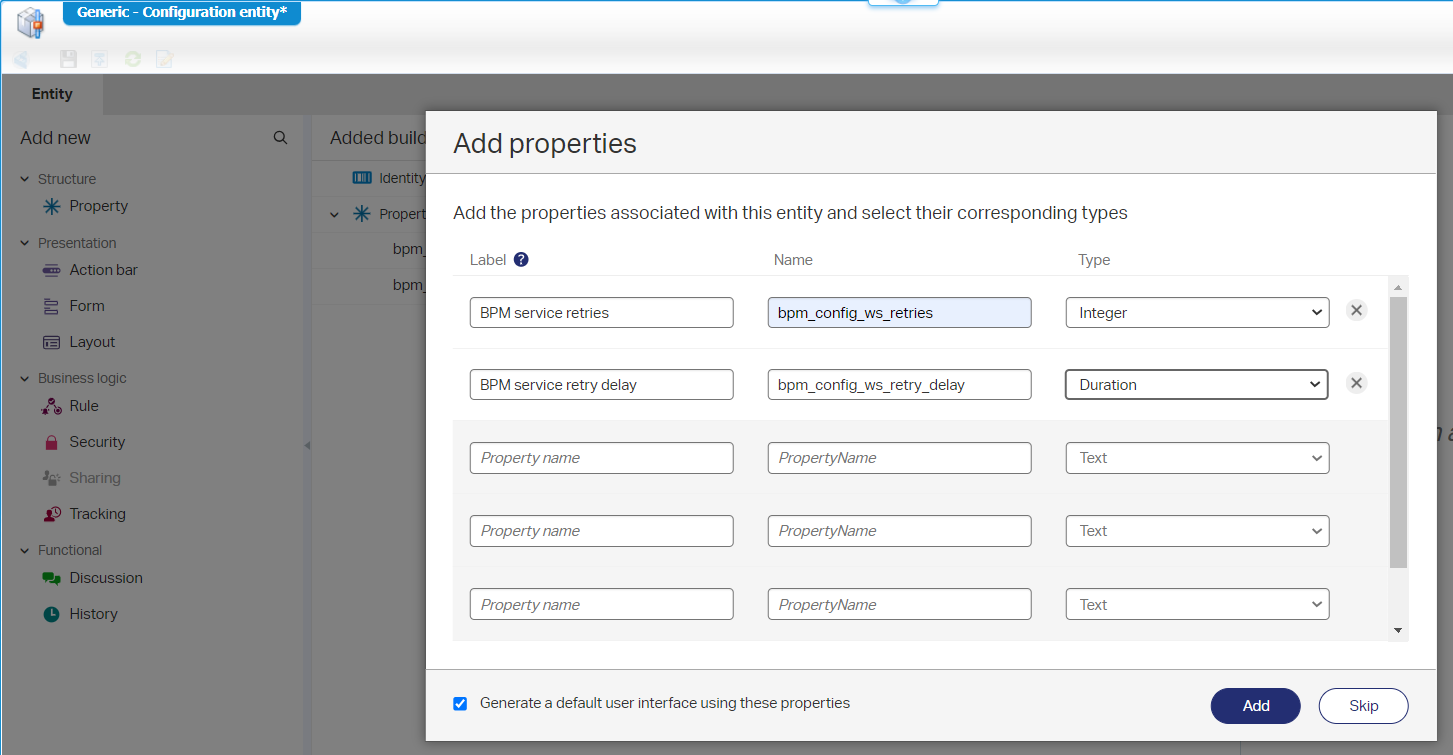 Generic - Configuration entity*
Entity
Add new
Structure
Property
Presentation
Action bar
Form
Layout
Business logic
Rule
Security
Sharing
Tracking
Functional
Discussion
History
Added build
Identity
Propert
bpm_
bpm_
Add properties
Add the properties associated with this entity and select their corresponding types
Label ? Name Type
BPM service retries bpm_config_ws_retries Integer
BPM service retry delay bpm_config_ws_retry_delay Duration
Property name PropertyName Text
Property name PropertyName Text
Property name PropertyName Text
Generate a default user interface using these properties
Add Skip